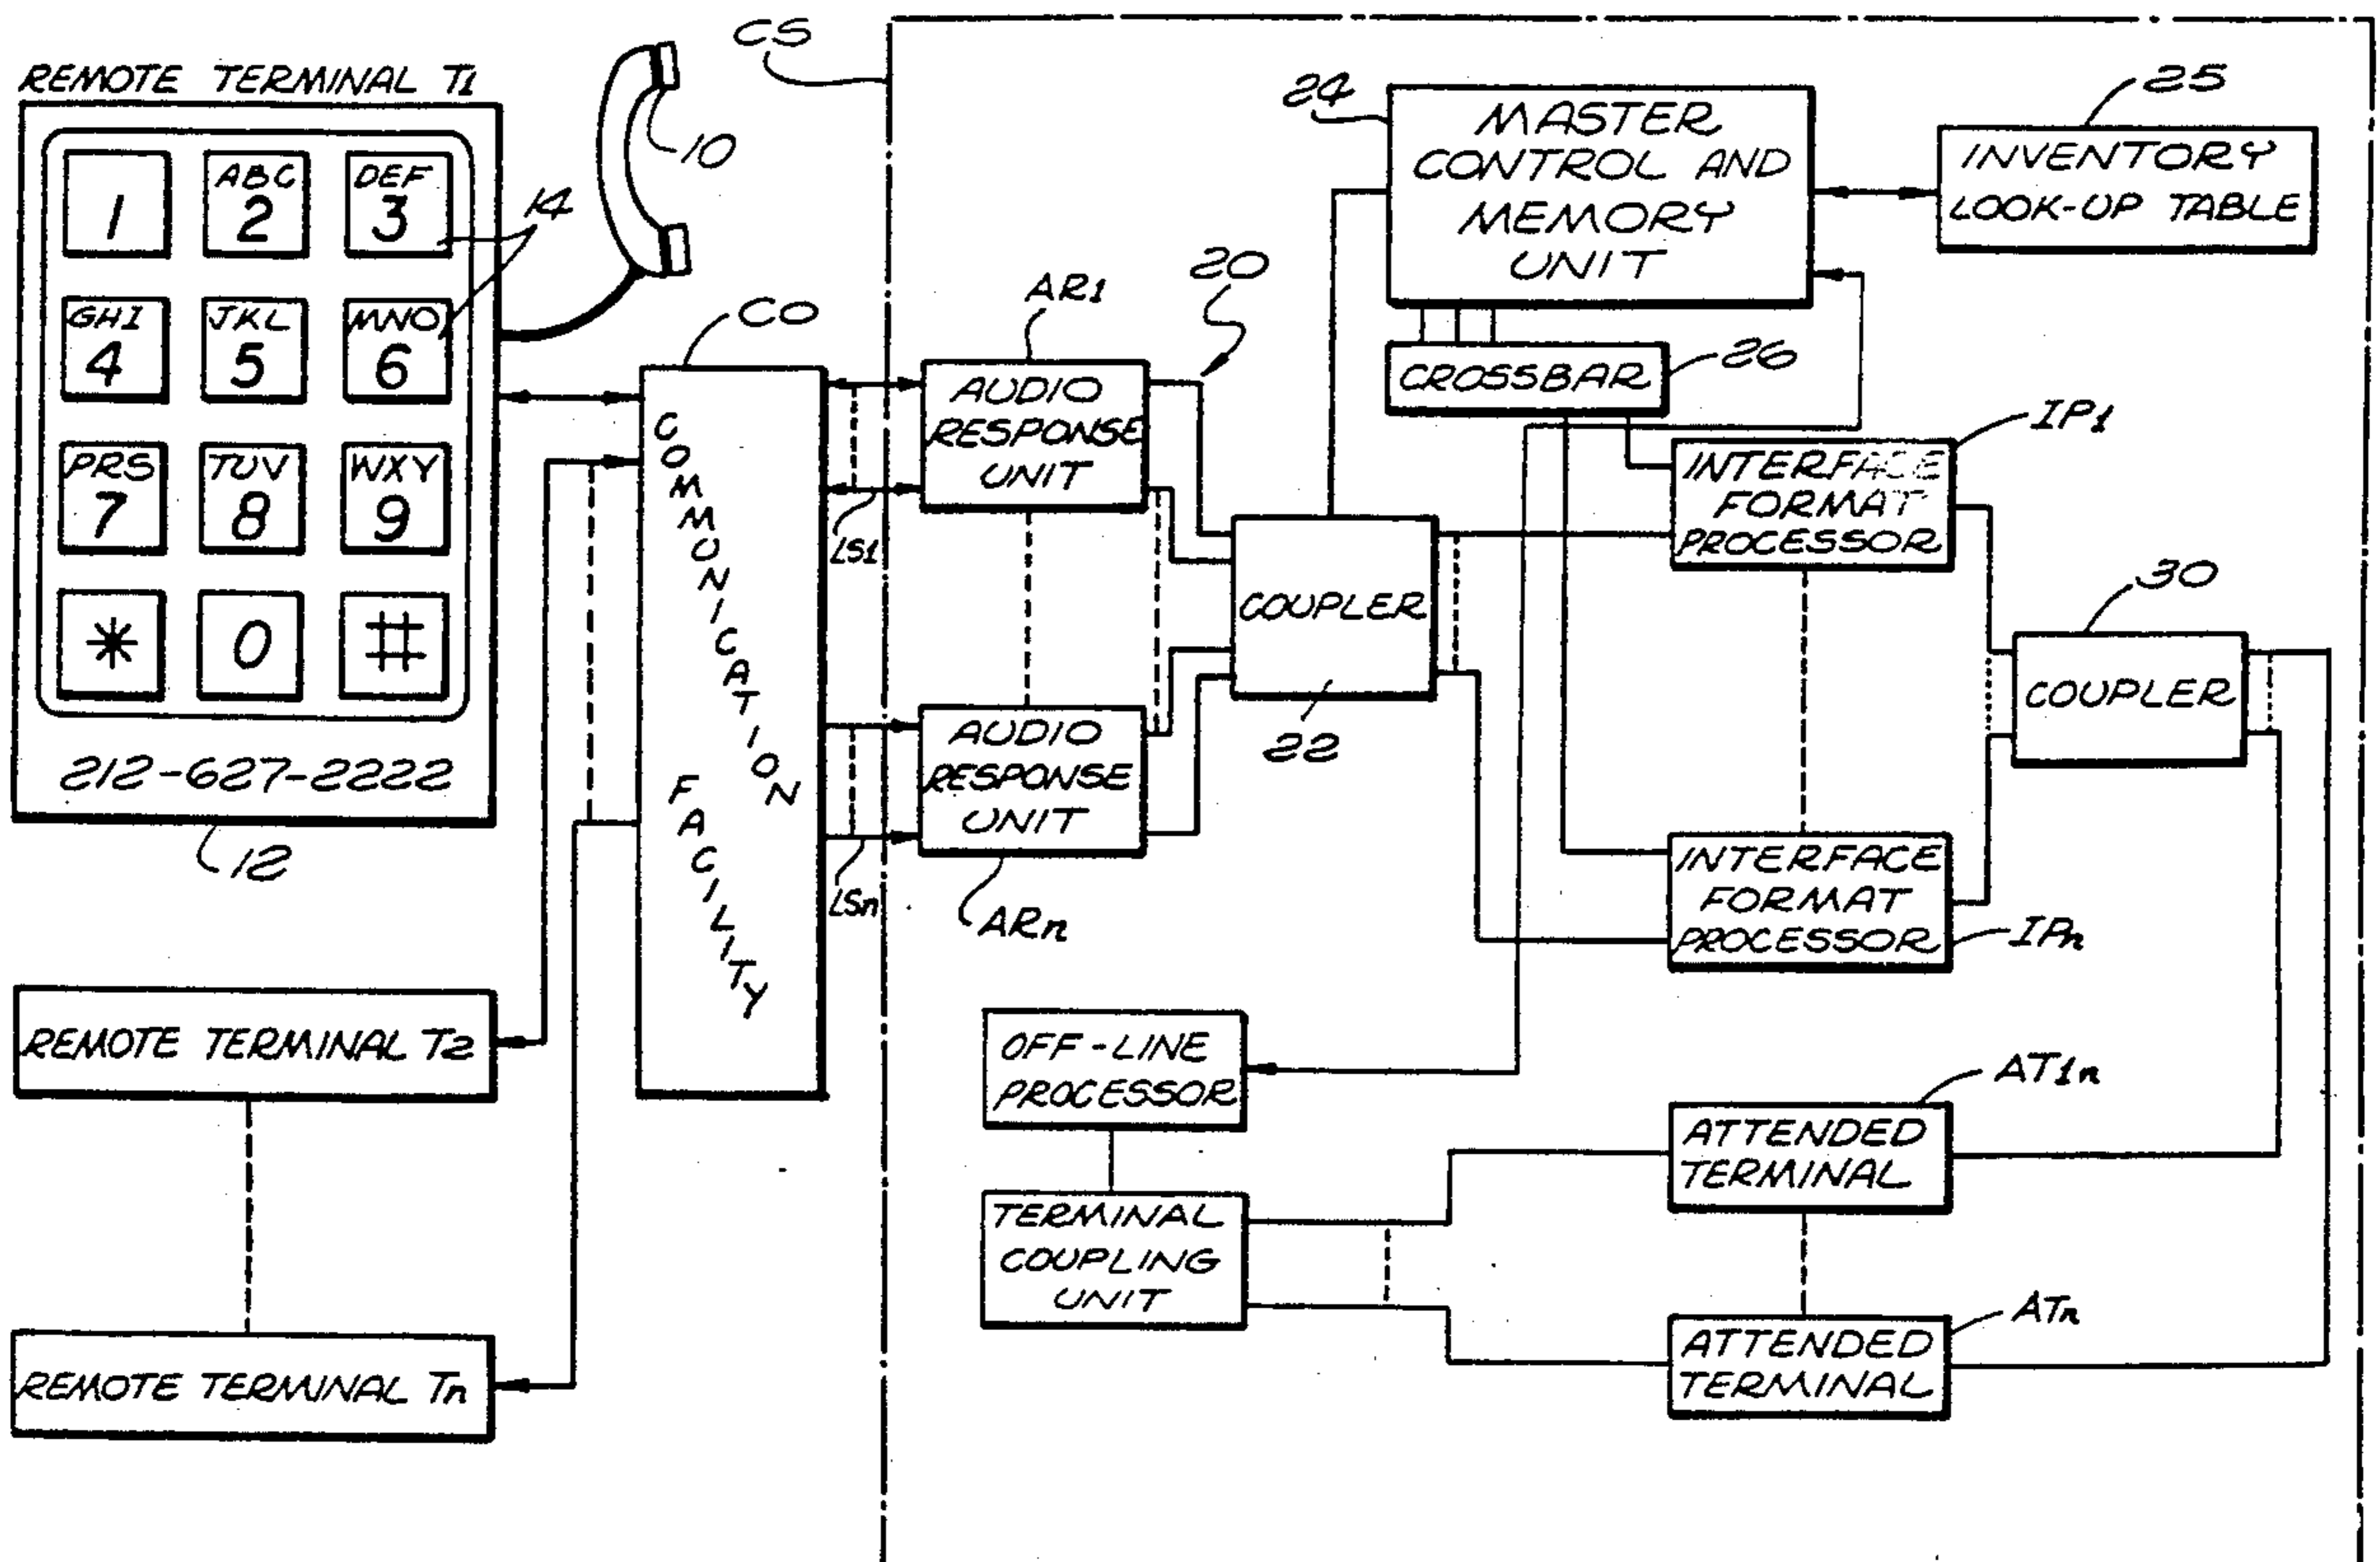 CS
REMOTE TERMINAL T1
10
1
ABC
2
DEF
3
14
GHI
4
JKL
5
MNO
6
PRS
7
TUV
8
WXY
9
*
0
#
212-627-2222
12
REMOTE TERMINAL T2
REMOTE TERMINAL Tn
CO
COMMUNICATION
FACILITY
LS1
LSn
AR1
AUDIO
RESPONSE
UNIT
AUDIO
RESPONSE
UNIT
ARn
20
COUPLER
22
24
MASTER
CONTROL AND
MEMORY
UNIT
25
INVENTORY
LOOK-UP TABLE
CROSSBAR
26
IP1
INTERFACE
FORMAT
PROCESSOR
INTERFACE
FORMAT
PROCESSOR
IPn
30
COUPLER
OFF-LINE
PROCESSOR
TERMINAL
COUPLING
UNIT
AT1n
ATTENDED
TERMINAL
ATn
ATTENDED
TERMINAL